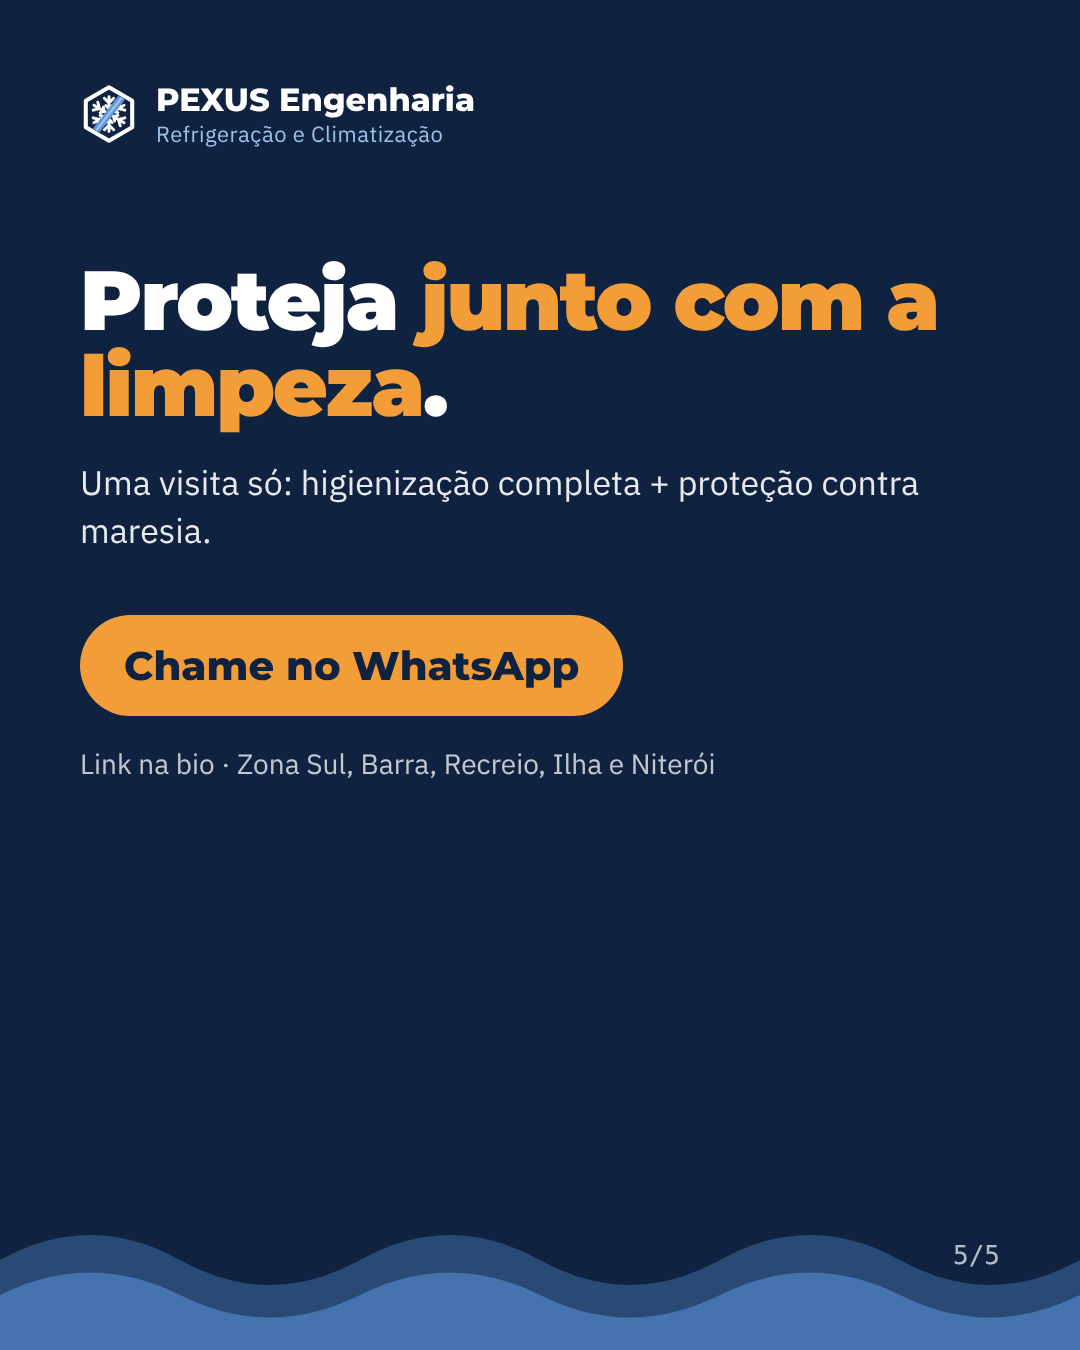 PEXUS Engenharia
Refrigeração e Climatização
Proteja junto com a
limpeza.
Uma visita só: higienização completa + proteção contra
maresia.
Chame no WhatsApp
Link na bio · Zona Sul, Barra, Recreio, Ilha e Niterói
5/5